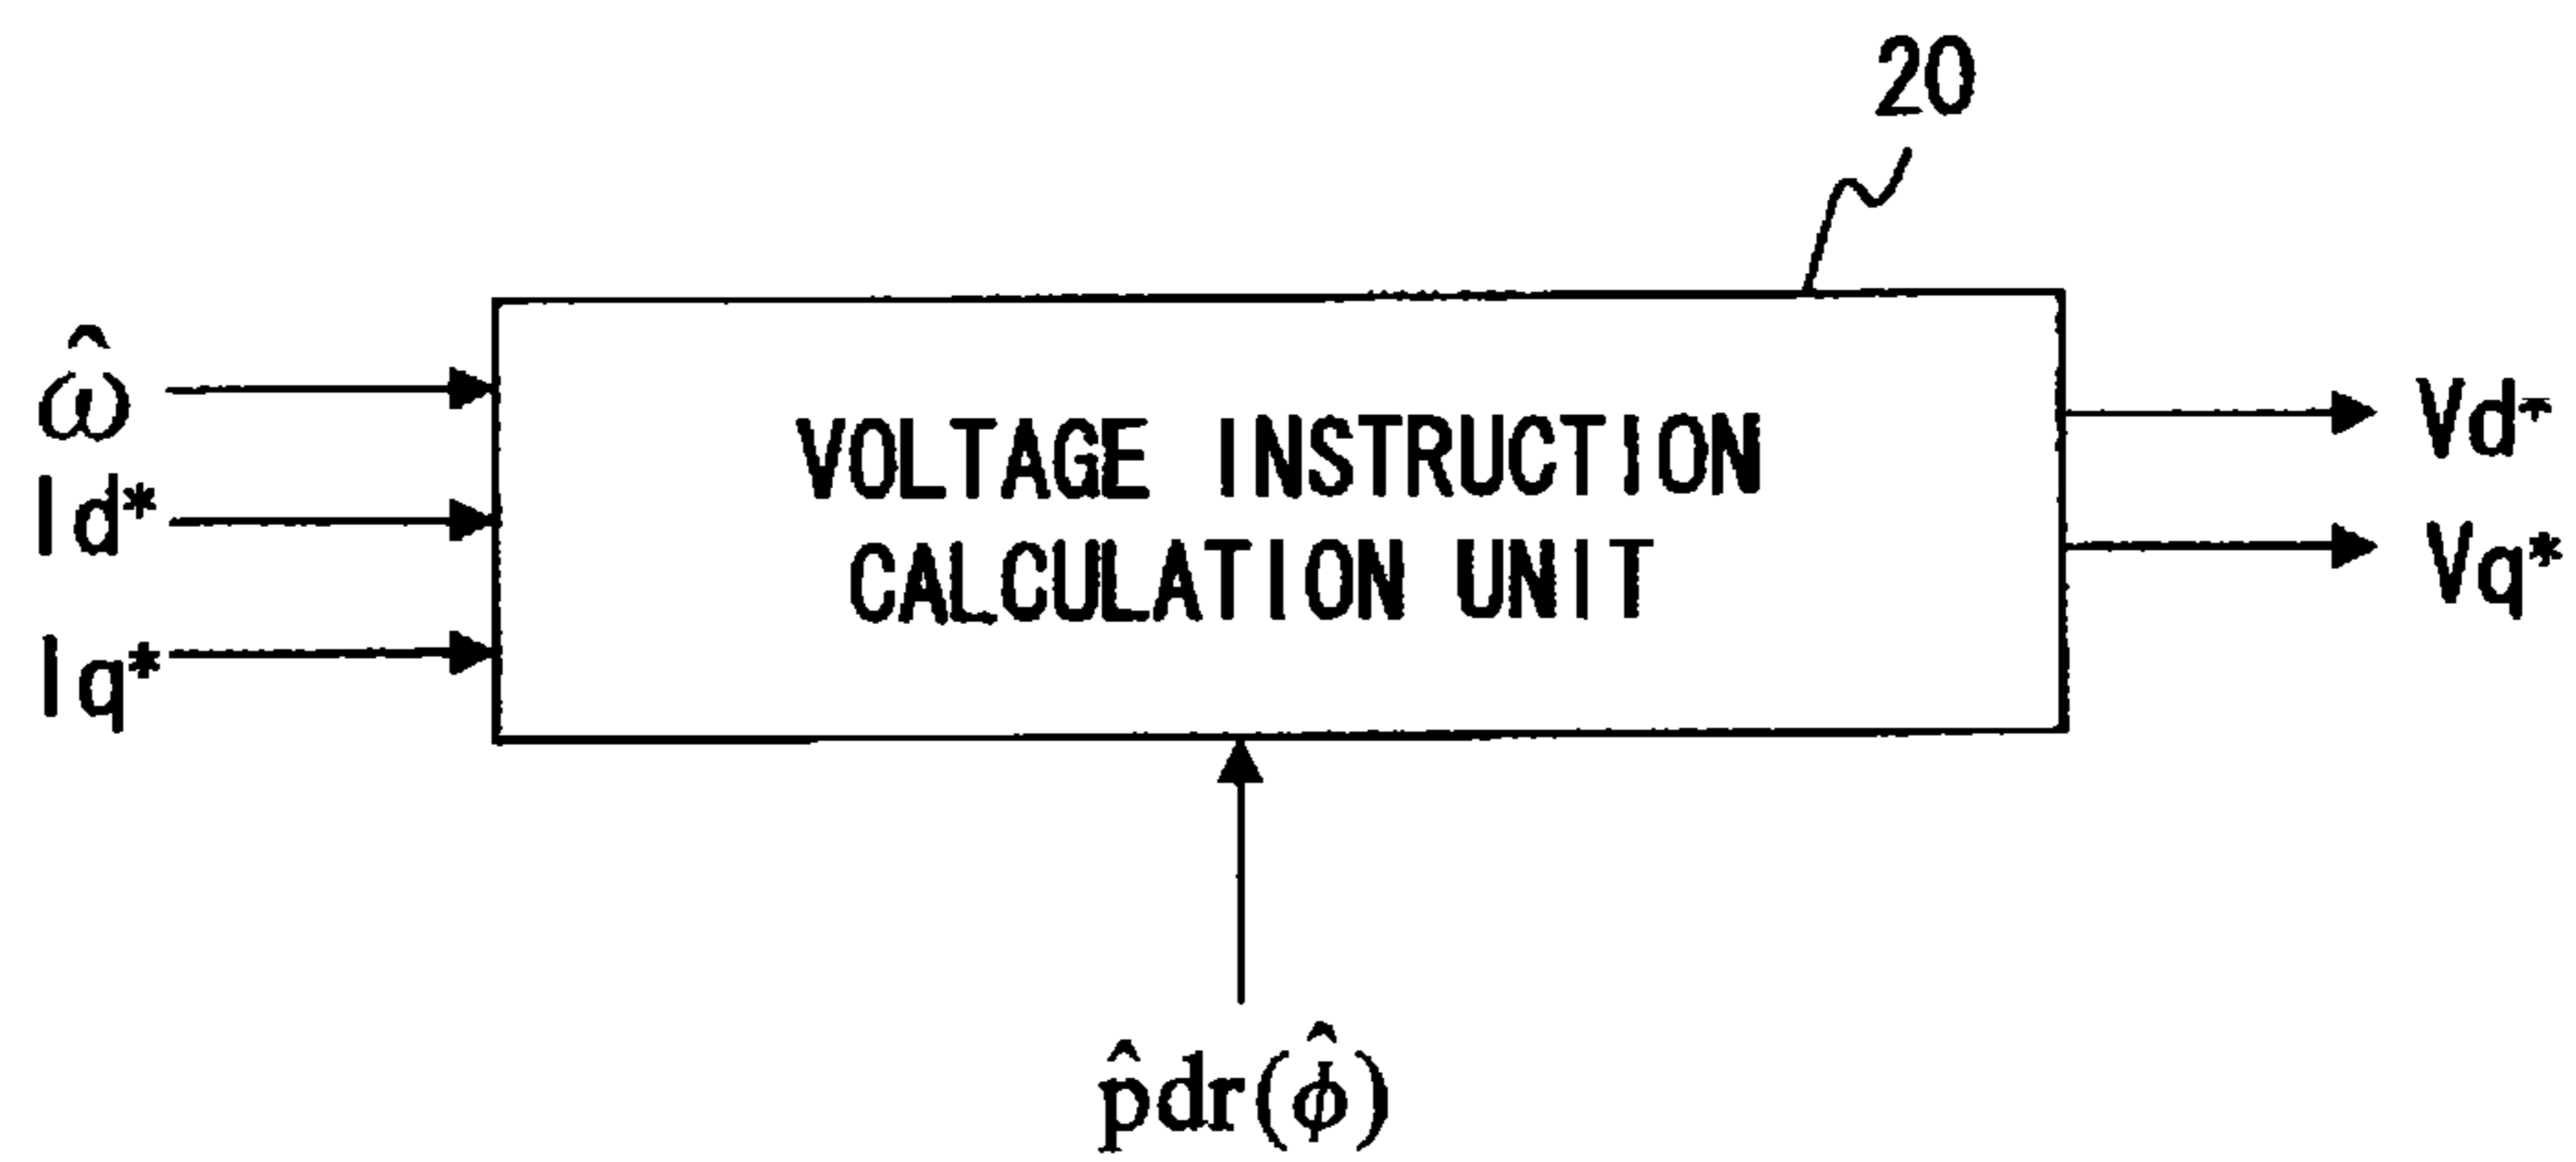 20
ω̂
Id*
Iq*
VOLTAGE INSTRUCTION
CALCULATION UNIT
Vd*
Vq*
p̂dr(ϕ̂)